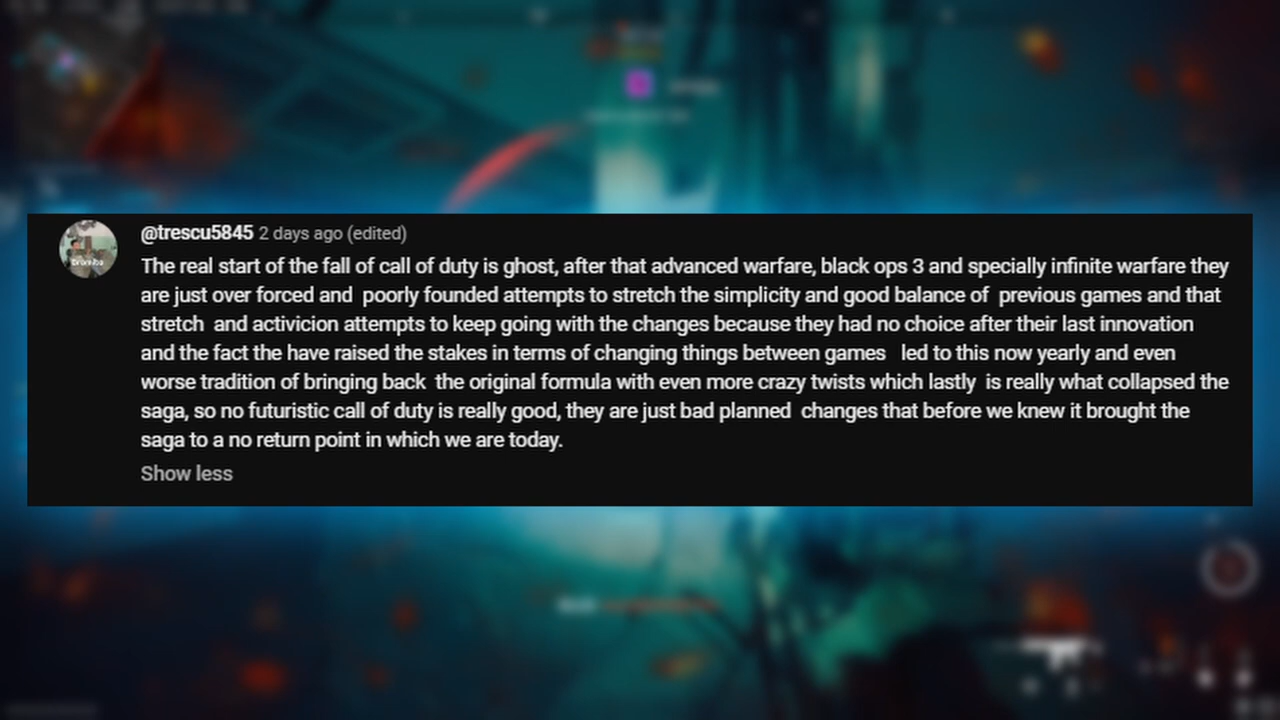 @trescu5845 2 days ago (edited)
The real start of the fall of call of duty is ghost, after that advanced warfare, black ops 3 and specially infinite warfare they
are just over forced and  poorly founded attempts to stretch the simplicity and good balance of  previous games and that
stretch  and activicion attempts to keep going with the changes because they had no choice after their last innovation
and the fact the have raised the stakes in terms of changing things between games   led to this now yearly and even
worse tradition of bringing back  the original formula with even more crazy twists which lastly  is really what collapsed the
saga, so no futuristic call of duty is really good, they are just bad planned  changes that before we knew it brought the
saga to a no return point in which we are today.
Show less